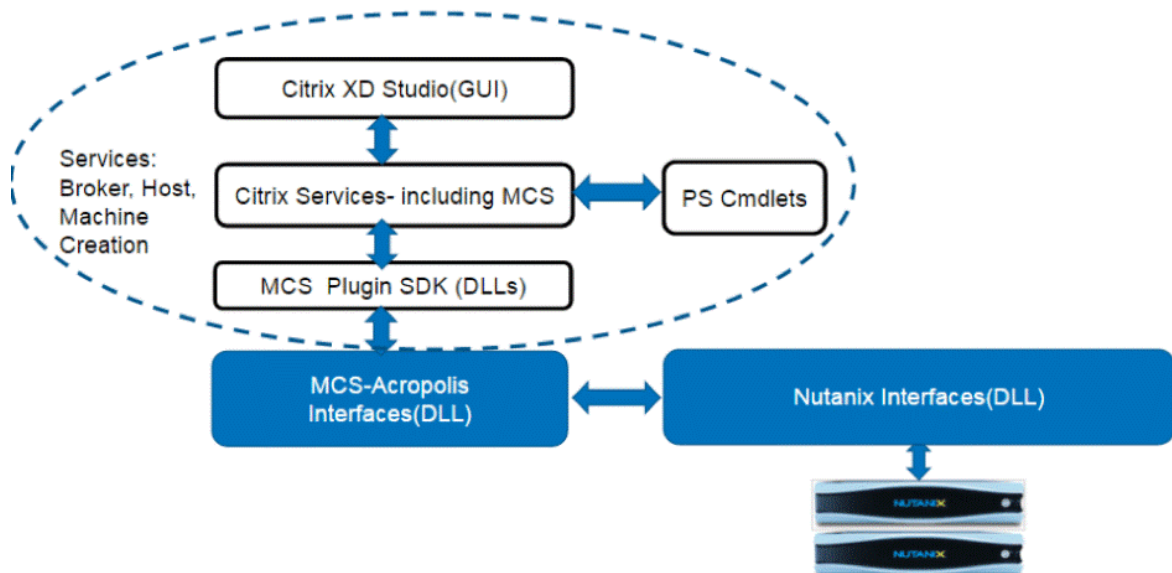 Citrix XD Studio(GUI)
Services:
Broker, Host,
Machine
Creation
Citrix Services- including MCS
PS Cmdlets
MCS Plugin SDK (DLLs)
MCS-Acropolis
Interfaces(DLL)
Nutanix Interfaces(DLL)
NUTANIX
NUTANIX